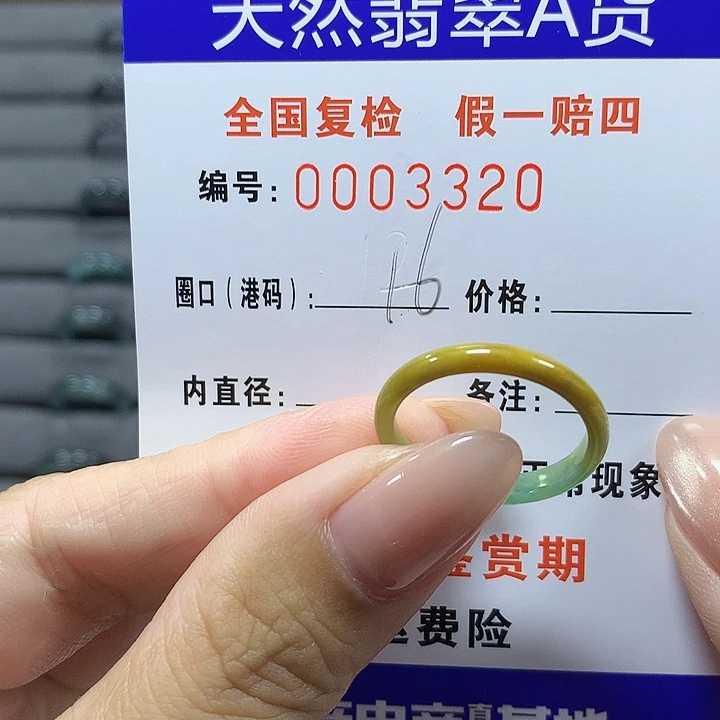 天然翡翠A货
全国复检 假一赔四
编号: 0003320
圈口(港码): 16 价格:
内直径: 备注:
现象
鉴赏期
费险